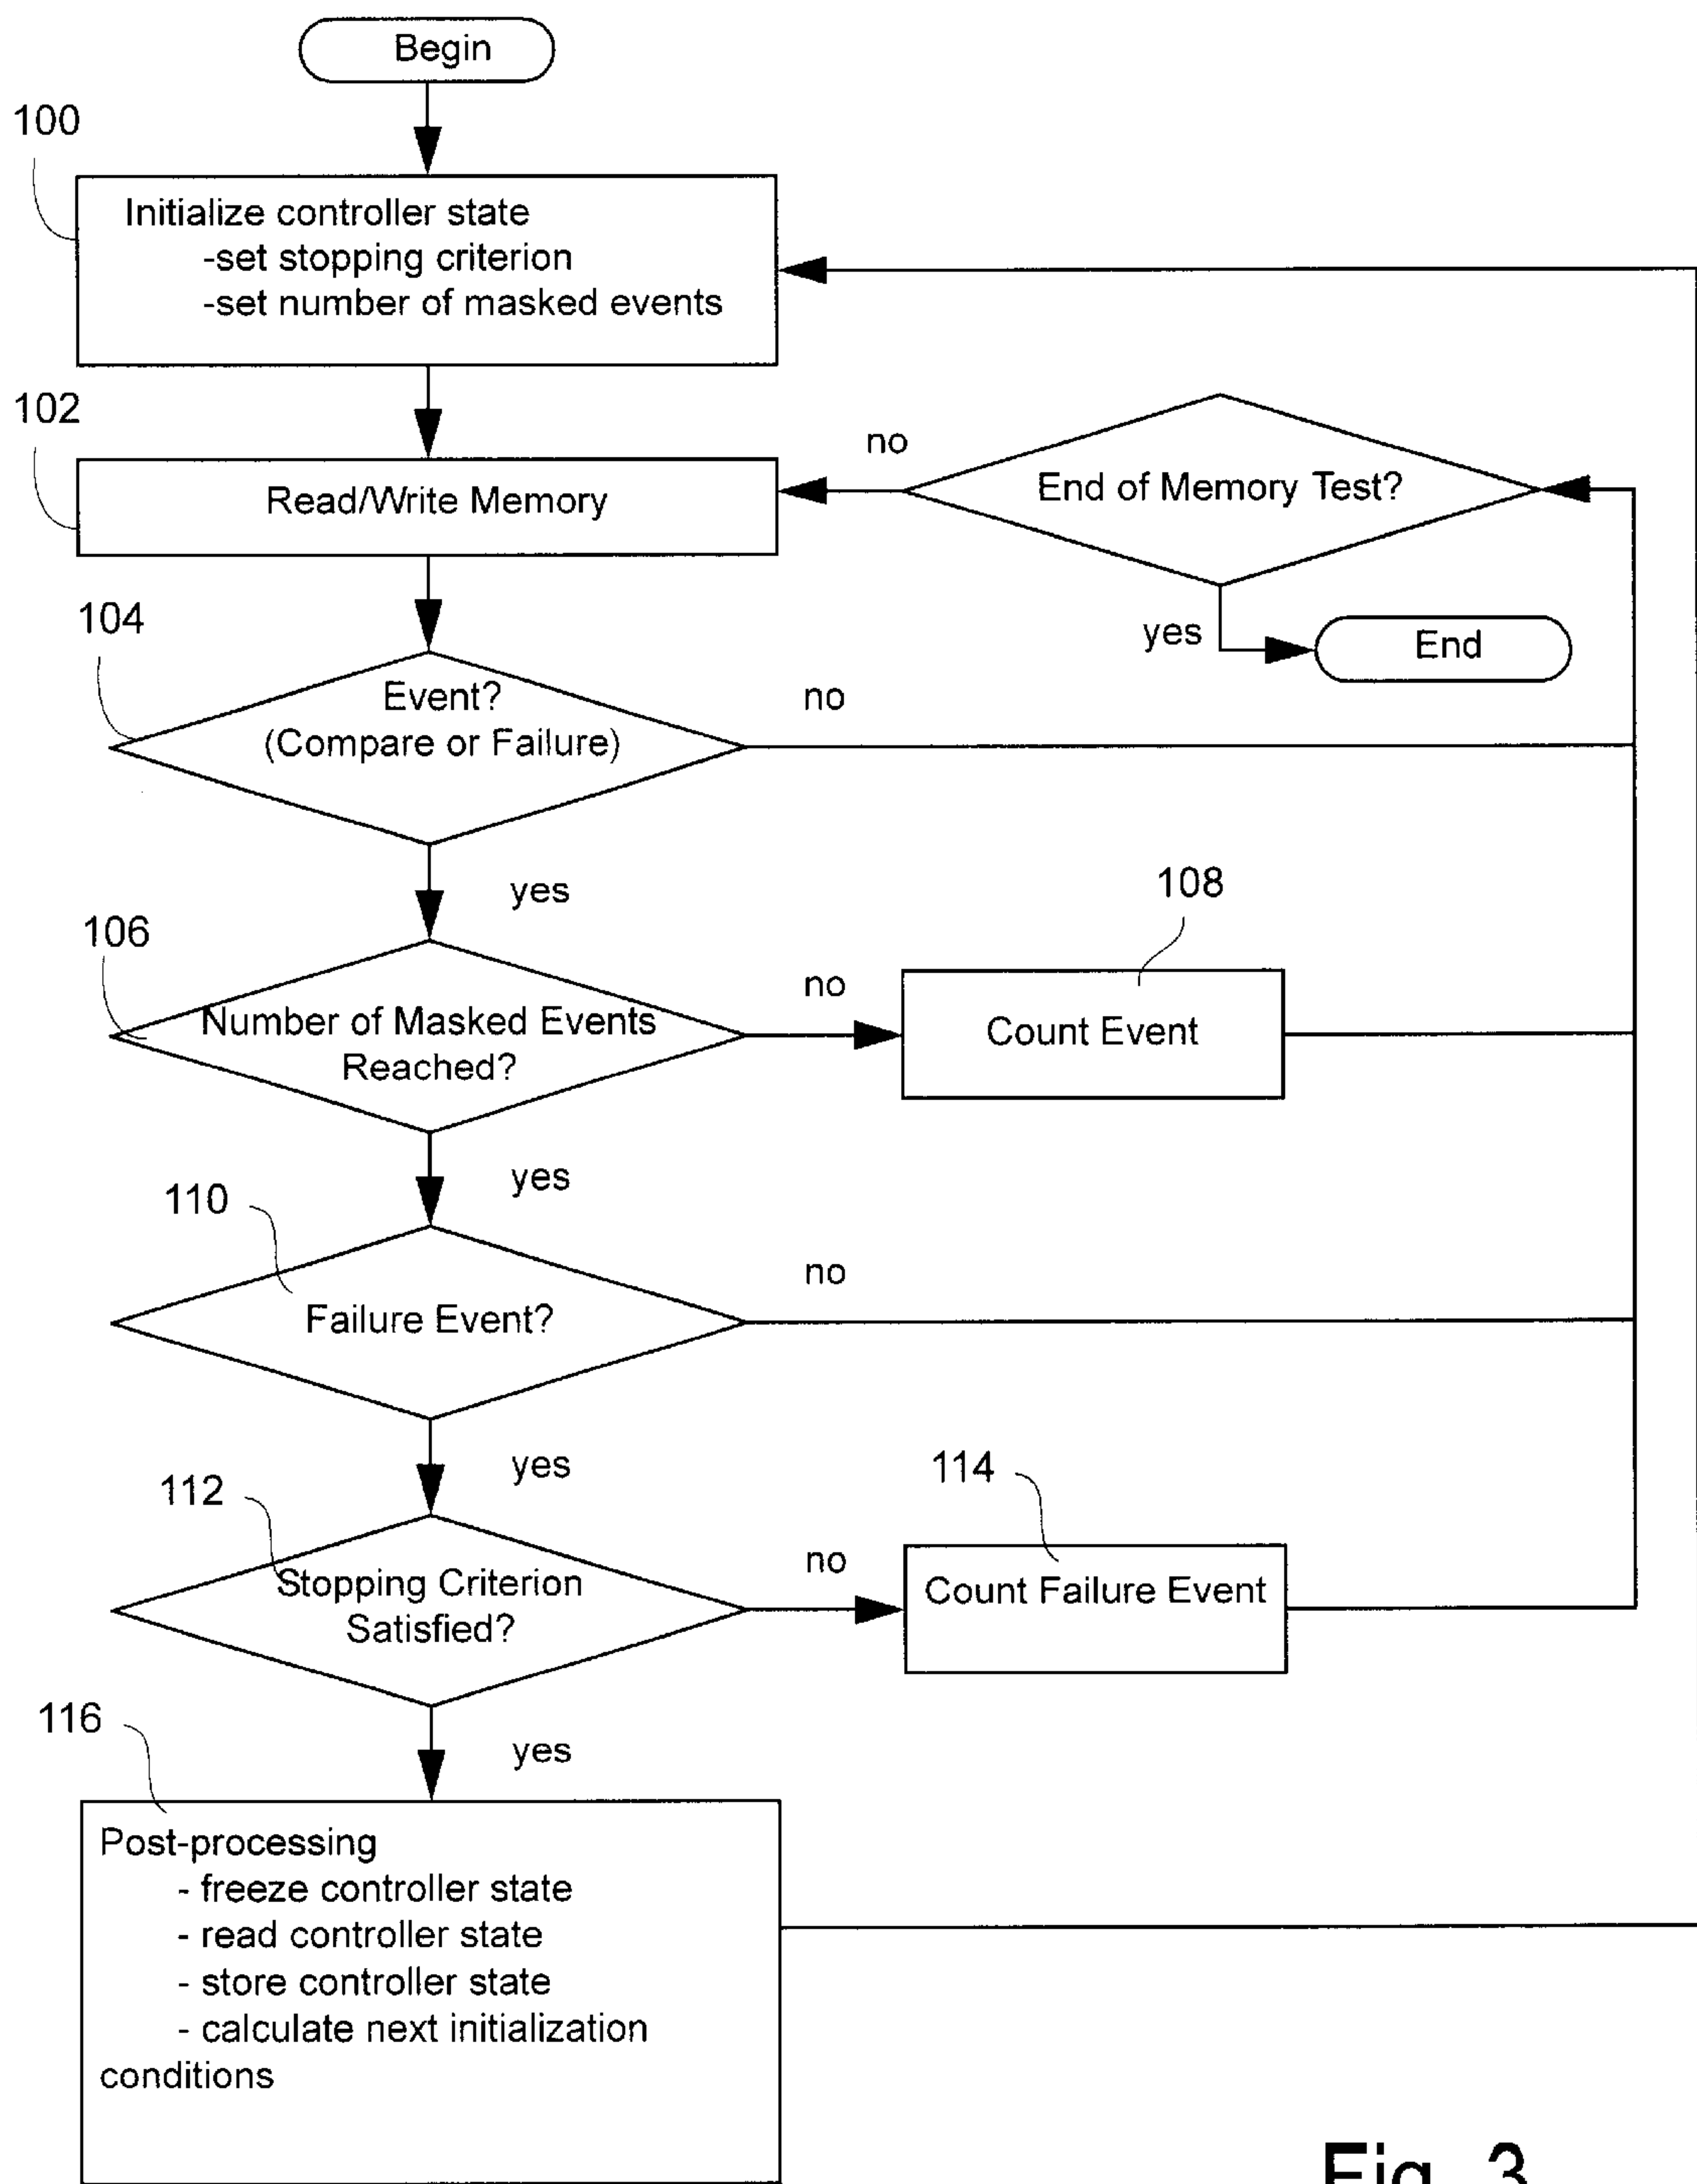 Begin
100
Initialize controller state
-set stopping criterion
-set number of masked events
102
Read/Write Memory
no
End of Memory Test?
yes
End
104
Event?
(Compare or Failure)
no
yes
106
Number of Masked Events
Reached?
no
108
Count Event
yes
110
Failure Event?
no
yes
112
Stopping Criterion
Satisfied?
no
114
Count Failure Event
yes
116
Post-processing
- freeze controller state
- read controller state
- store controller state
- calculate next initialization
conditions
Fig. 3